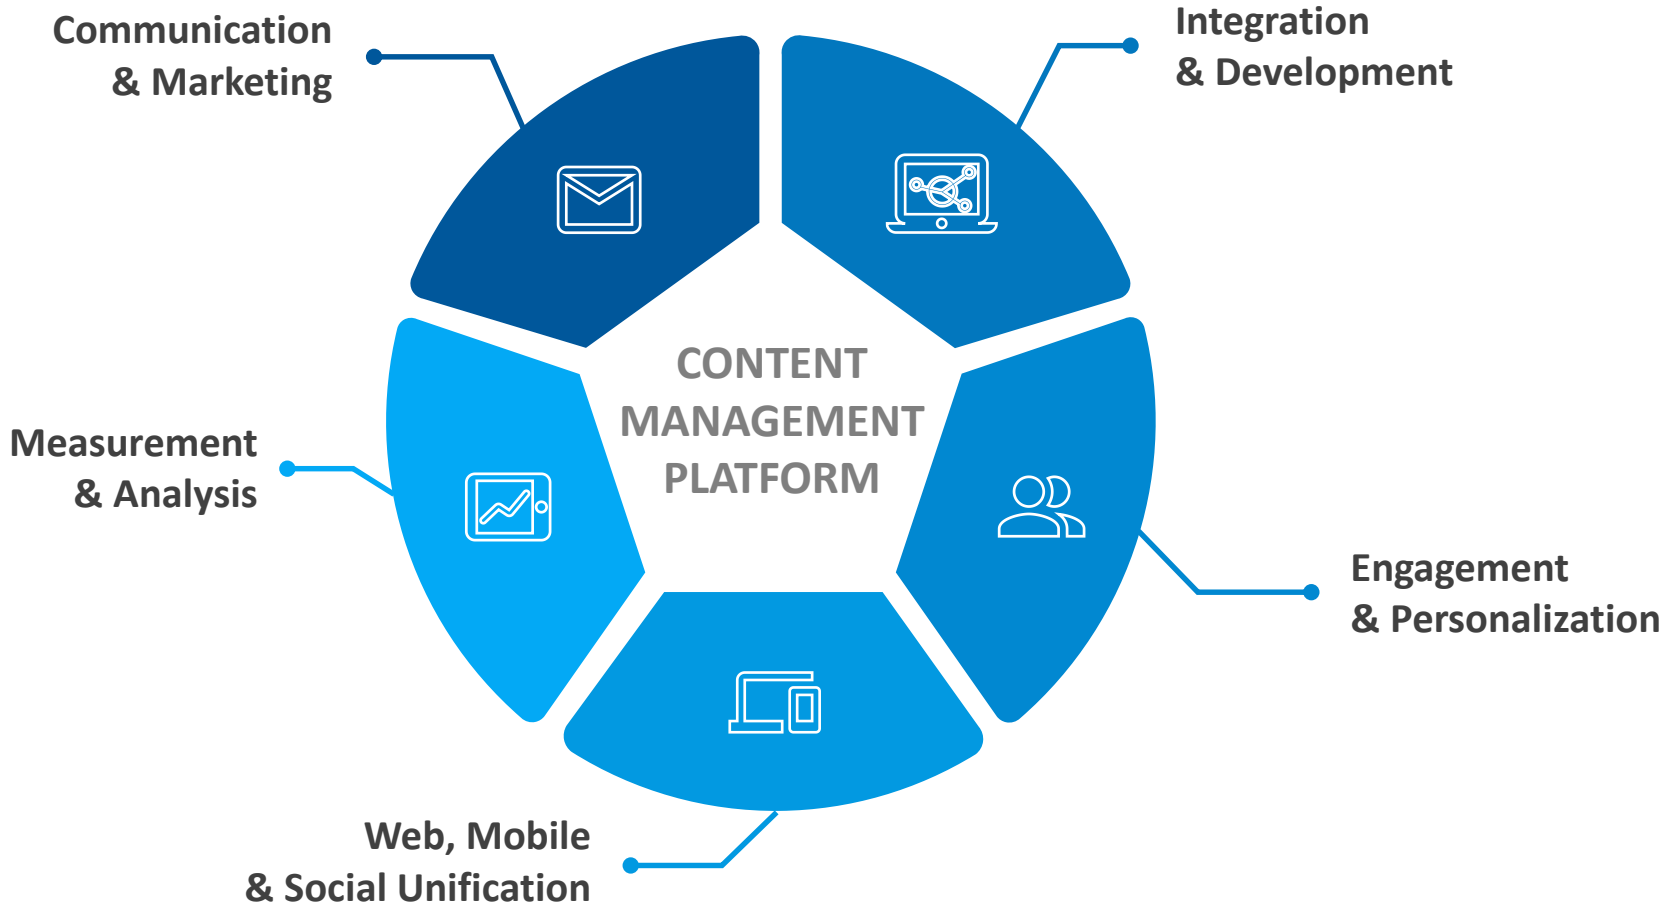 Communication
& Marketing
Integration
& Development
CONTENT
MANAGEMENT
PLATFORM
Measurement
& Analysis
Engagement
& Personalization
Web, Mobile
& Social Unification